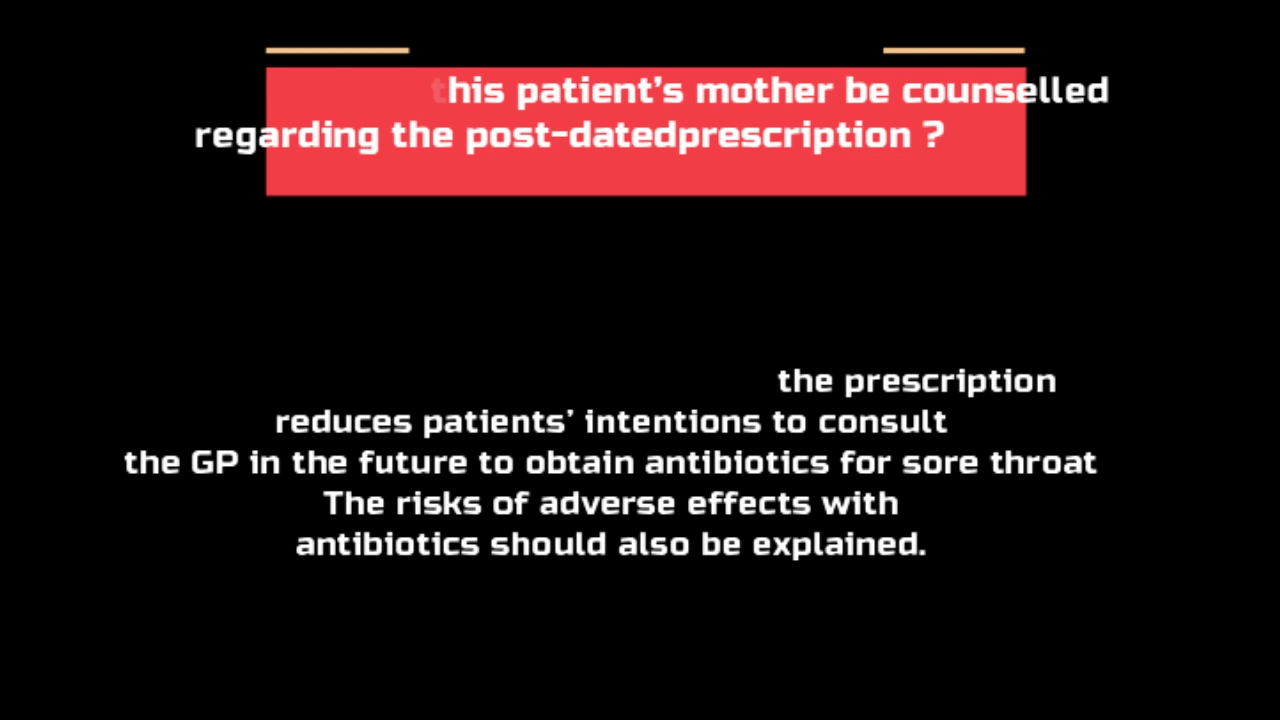 this patient's mother be counselled
regarding the post-datedprescription ?
the prescription
reduces patients' intentions to consult
the GP in the future to obtain antibiotics for sore throat
The risks of adverse effects with
antibiotics should also be explained.